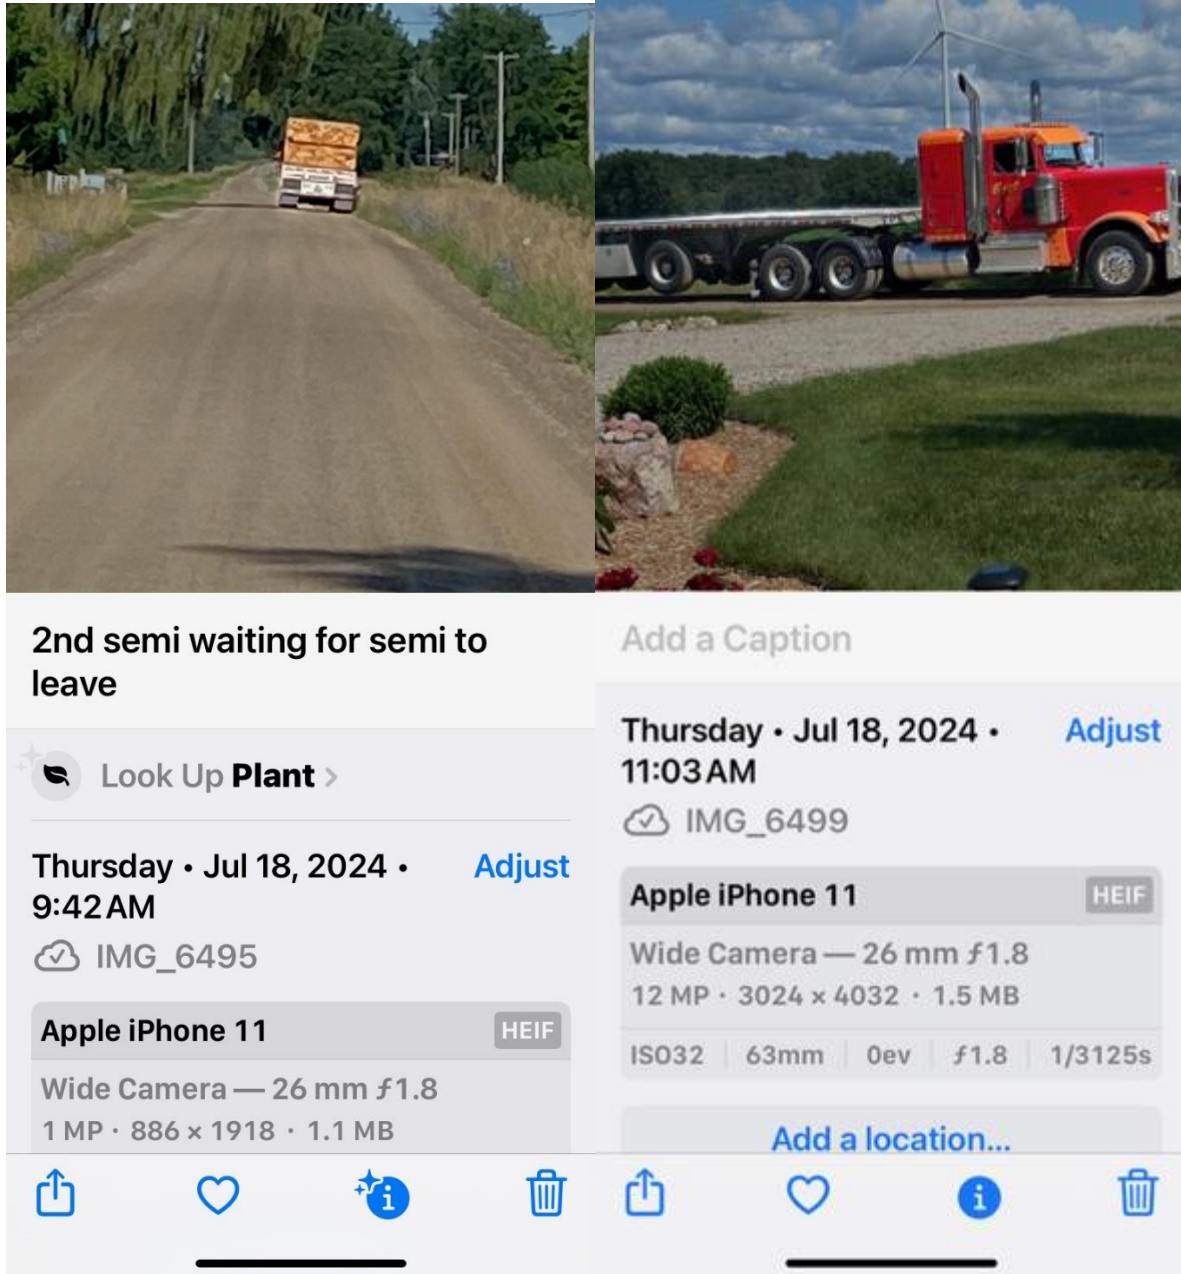 2nd semi waiting for semi to
leave
Look Up Plant
Thursday • Jul 18, 2024 •
Adjust
9:42 AM
IMG_6495
Apple iPhone 11
HEIF
Wide Camera — 26 mm ƒ1.8
1 MP • 886 × 1918 • 1.1 MB
Add a Caption
Thursday • Jul 18, 2024 •
Adjust
11:03 AM
IMG_6499
Apple iPhone 11
HEIF
Wide Camera — 26 mm ƒ1.8
12 MP • 3024 × 4032 • 1.5 MB
ISO32 63mm 0ev ƒ1.8 1/3125s
Add a location...